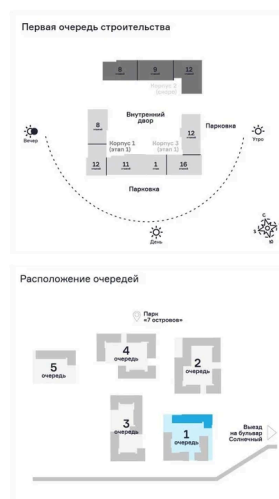 Первая очередь строительства
8 9 12
Корпус 2
(скоро)
8
Внутренний
двор
12
Парковка
Вечер
Утро
Корпус 1
(этап 1)
Корпус 3
(этап 1)
12 11 1 16
Парковка
День
С
Ю
Расположение очередей
Парк
«7 островов»
5
очередь
4
очередь
2
очередь
3
очередь
1
очередь
Выезд
на бульвар
Солнечный